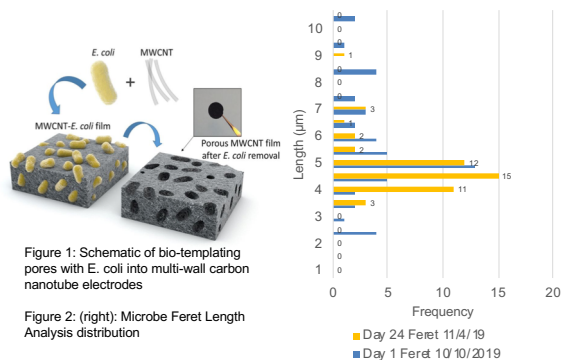 E. coli
MWCNT
+
MWCNT-E. coli film
Porous MWCNT film
after E. coli removal
Figure 1: Schematic of bio-templating
pores with E. coli into multi-wall carbon
nanotube electrodes
Figure 2: (right): Microbe Feret Length
Analysis distribution
Length (μm)
0
10 0
0
9 1
0
8 0
0
7 3
1
6 2
2
5 12
15
4 11
3
3 0
0
2 0
0
1 0
0 5 10 15 20
Frequency
Day 24 Feret 11/4/19
Day 1 Feret 10/10/2019